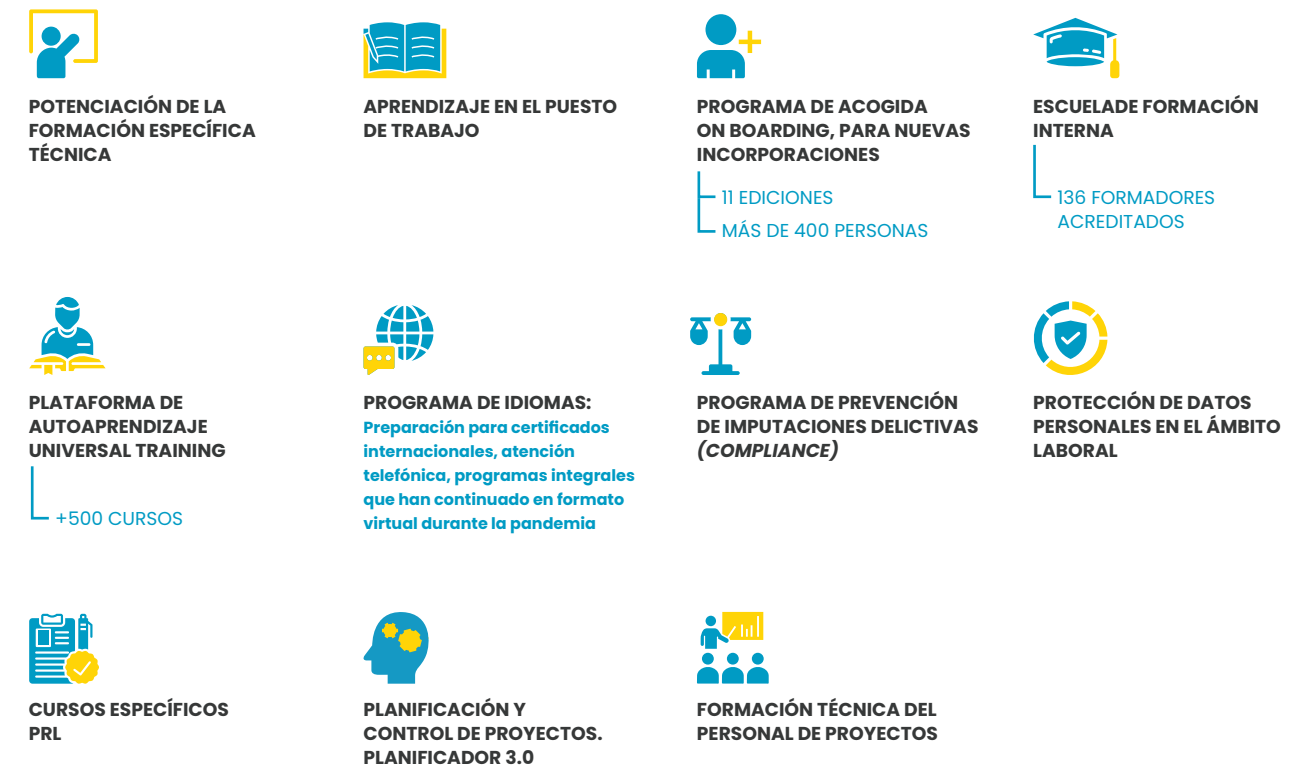 POTENCIACIÓN DE LA
FORMACIÓN ESPECÍFICA
TÉCNICA
APRENDIZAJE EN EL PUESTO
DE TRABAJO
PROGRAMA DE ACOGIDA
ON BOARDING, PARA NUEVAS
INCORPORACIONES
11 EDICIONES
MÁS DE 400 PERSONAS
ESCUELADE FORMACIÓN
INTERNA
136 FORMADORES
ACREDITADOS
PLATAFORMA DE
AUTOAPRENDIZAJE
UNIVERSAL TRAINING
+500 CURSOS
PROGRAMA DE IDIOMAS:
Preparación para certificados
internacionales, atención
telefónica, programas integrales
que han continuado en formato
virtual durante la pandemia
PROGRAMA DE PREVENCIÓN
DE IMPUTACIONES DELICTIVAS
(COMPLIANCE)
PROTECCIÓN DE DATOS
PERSONALES EN EL ÁMBITO
LABORAL
CURSOS ESPECÍFICOS
PRL
PLANIFICACIÓN Y
CONTROL DE PROYECTOS.
PLANIFICADOR 3.0
FORMACIÓN TÉCNICA DEL
PERSONAL DE PROYECTOS